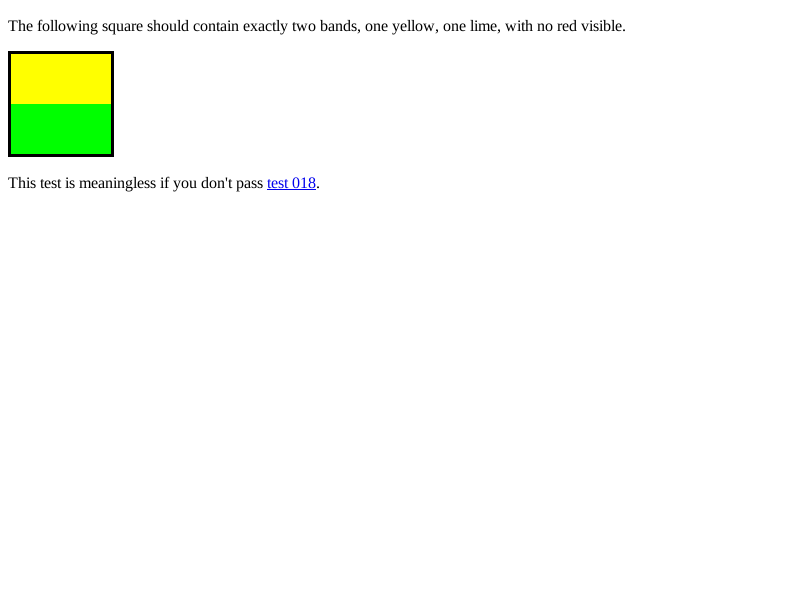 The following square should contain exactly two bands, one yellow, one lime, with no red visible.
This test is meaningless if you don't pass test 018.